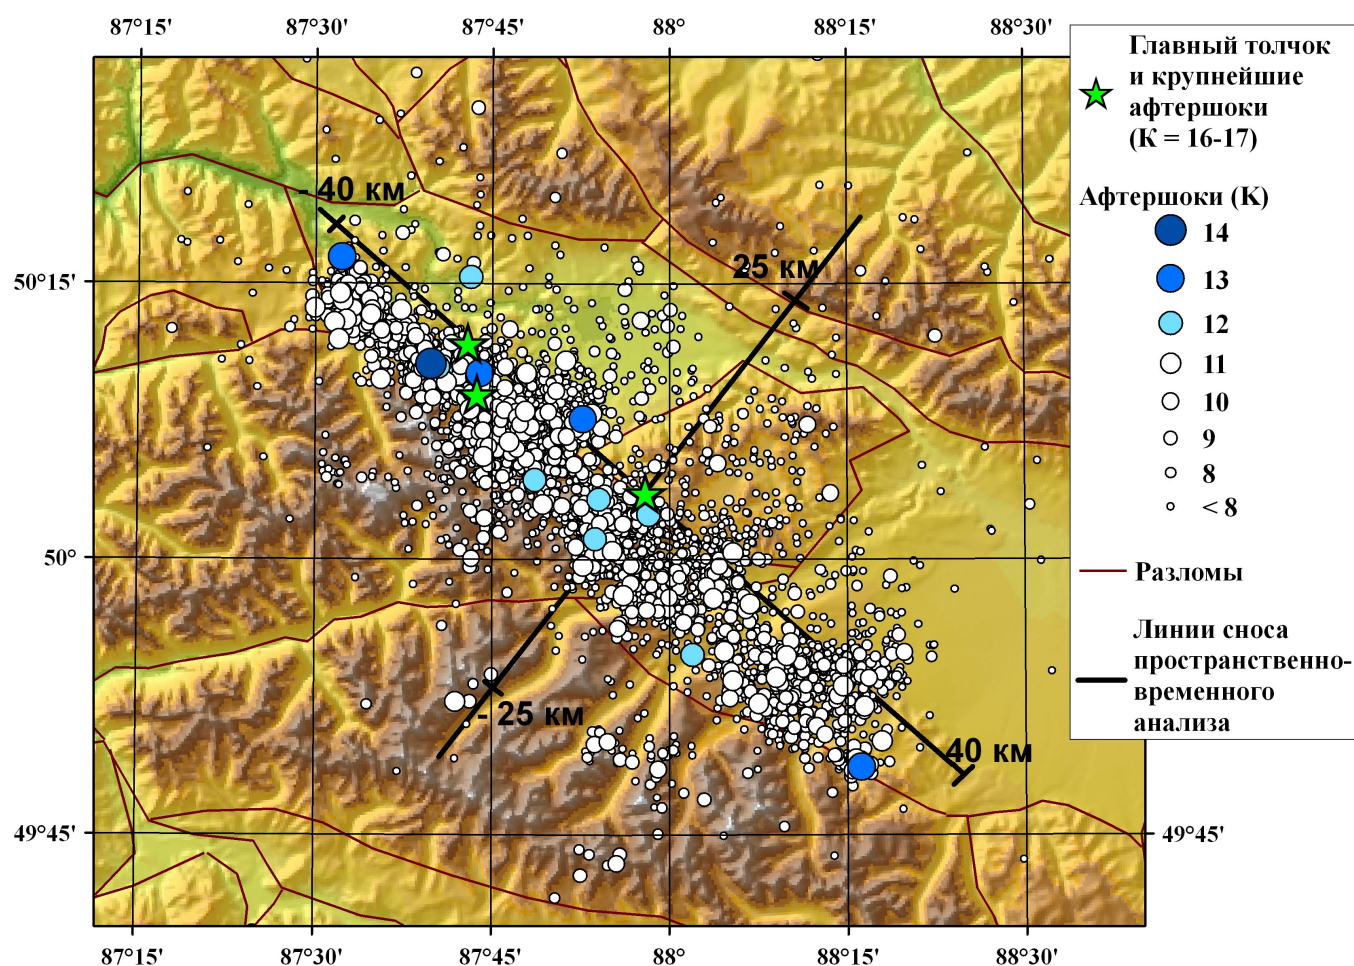 87°15'
87°30'
87°45'
88°
88°15'
88°30'
Главный толчок
и крупнейшие
афтершоки
(К = 16-17)
Афтершоки (К)
14
13
12
11
10
9
8
< 8
Разломы
Линии сноса
пространственно-
временного
анализа
- 40 км
25 км
50°15'
50°
- 25 км
40 км
49°45'
49°45'
87°15'
87°30'
87°45'
88°
88°15'
88°30'